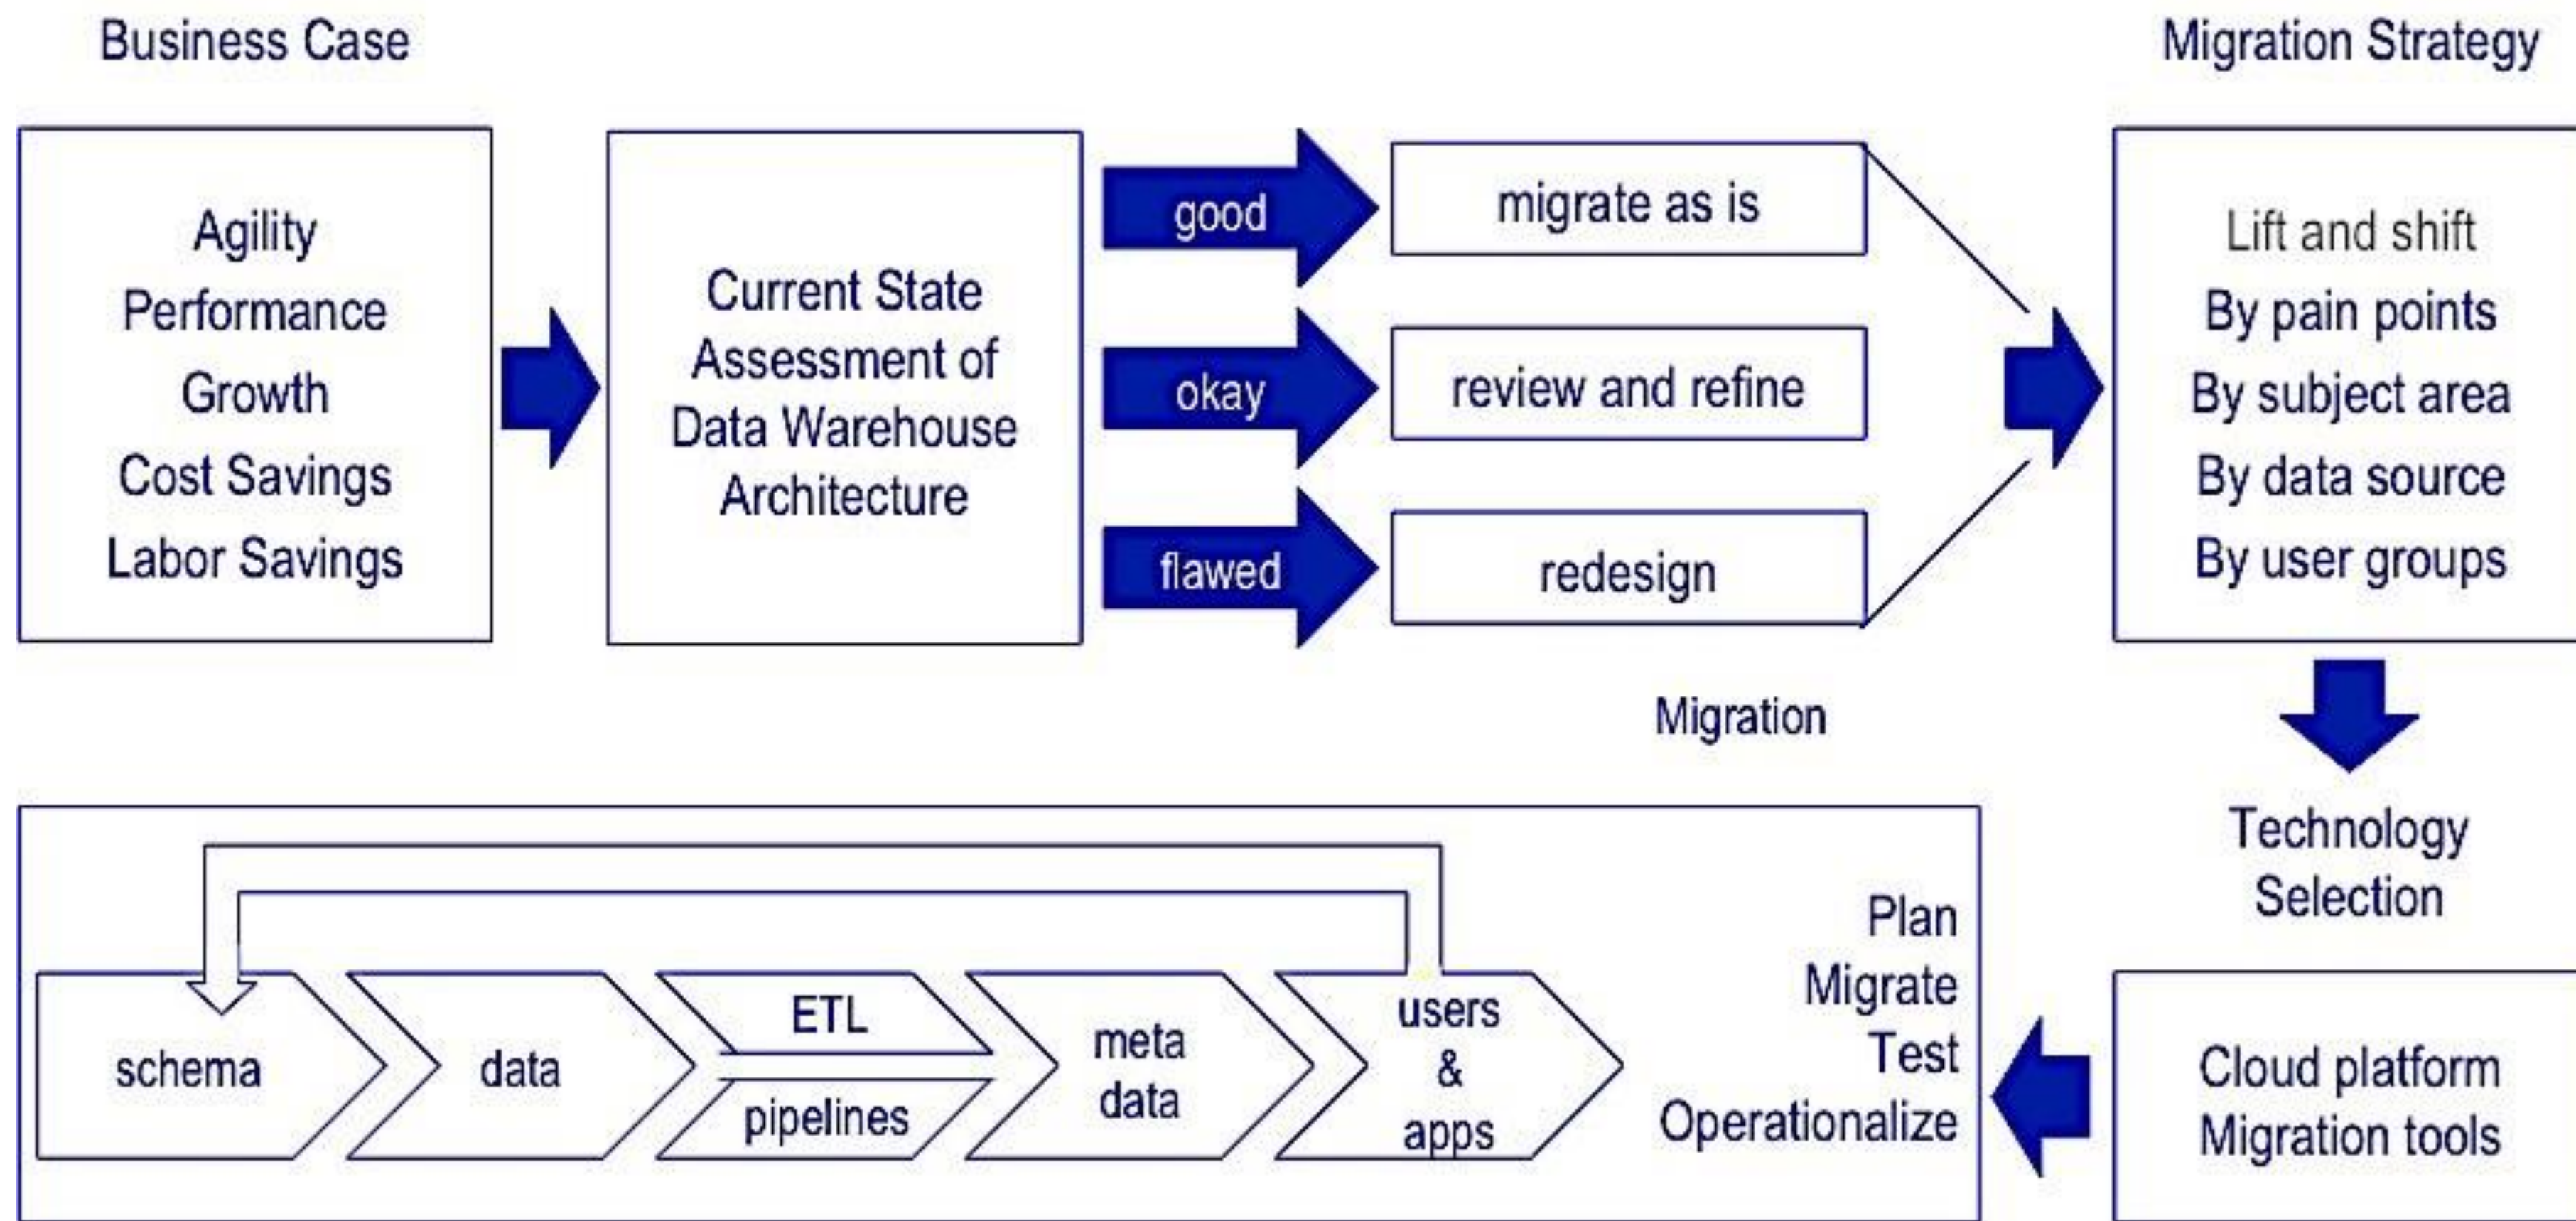 Business Case
Agility
Performance
Growth
Cost Savings
Labor Savings
Current State
Assessment of
Data Warehouse
Architecture
good
okay
flawed
migrate as is
review and refine
redesign
Migration Strategy
Lift and shift
By pain points
By subject area
By data source
By user groups
Technology
Selection
Cloud platform
Migration tools
Migration
Plan
Migrate
Test
Operationalize
schema
data
ETL
pipelines
meta
data
users
&
apps